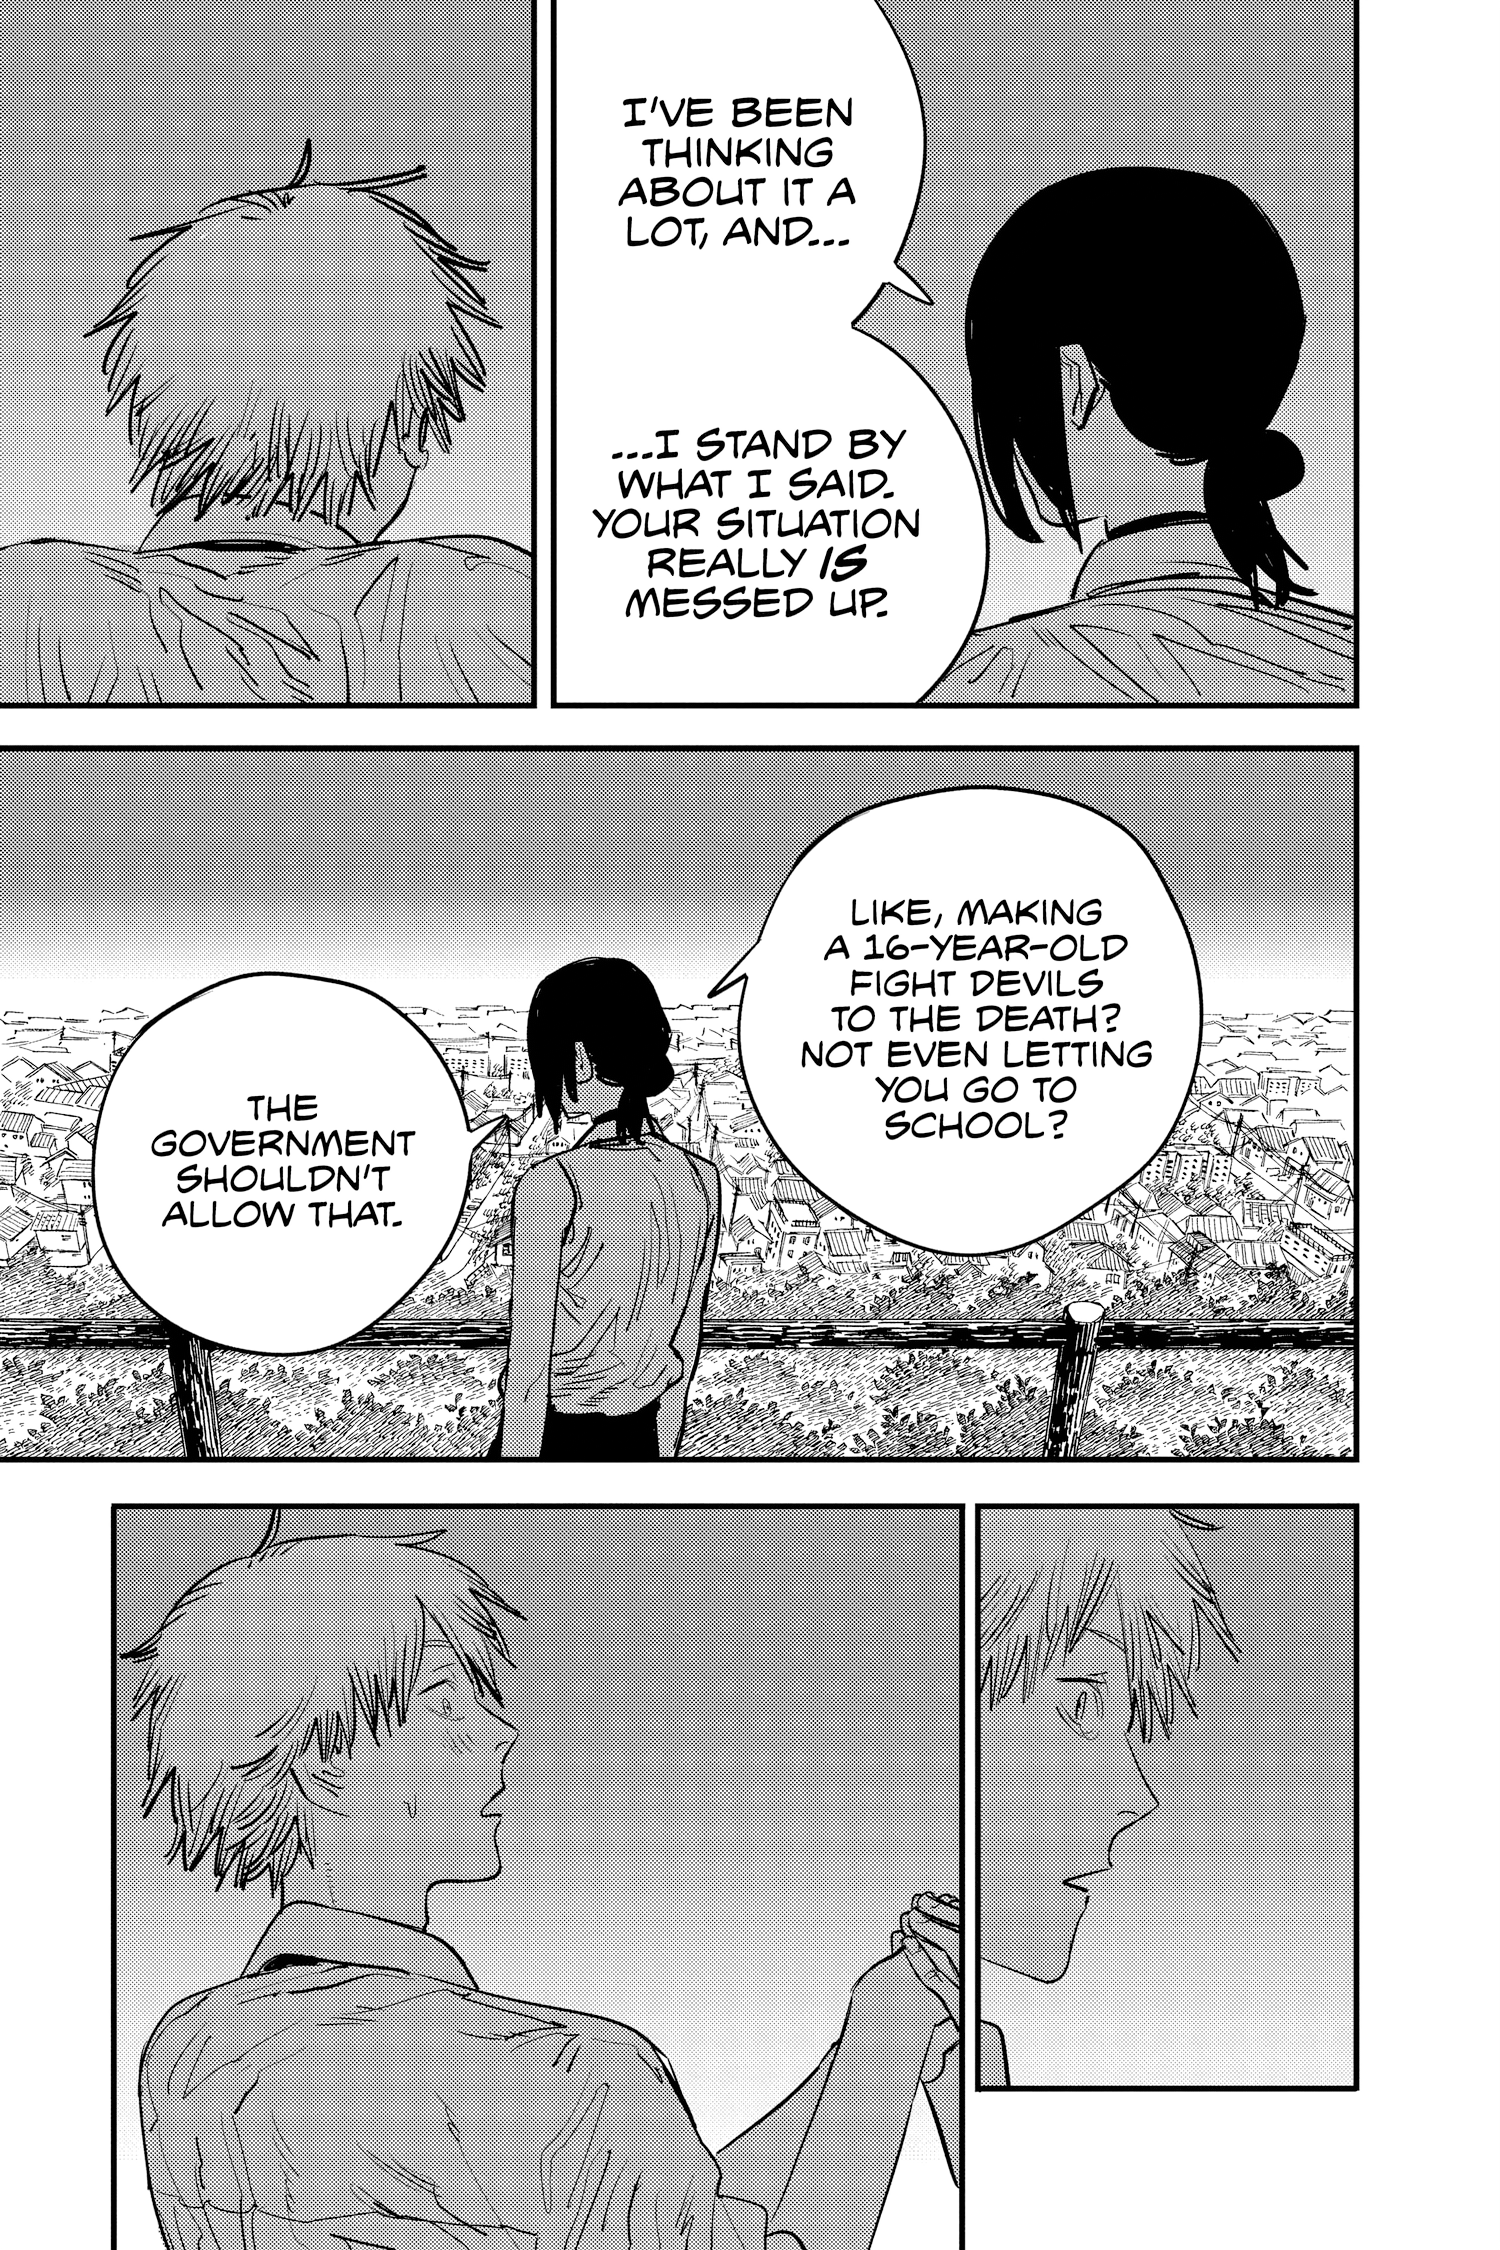 I'VE BEEN
THINKING
ABOUT IT A
LOT, AND...
...I STAND BY
WHAT I SAID.
YOUR SITUATION
REALLY IS
MESSED UP.
LIKE, MAKING
A 16-YEAR-OLD
FIGHT DEVILS
TO THE DEATH?
NOT EVEN LETTING
YOU GO TO
SCHOOL?
THE
GOVERNMENT
SHOULDN'T
ALLOW THAT.